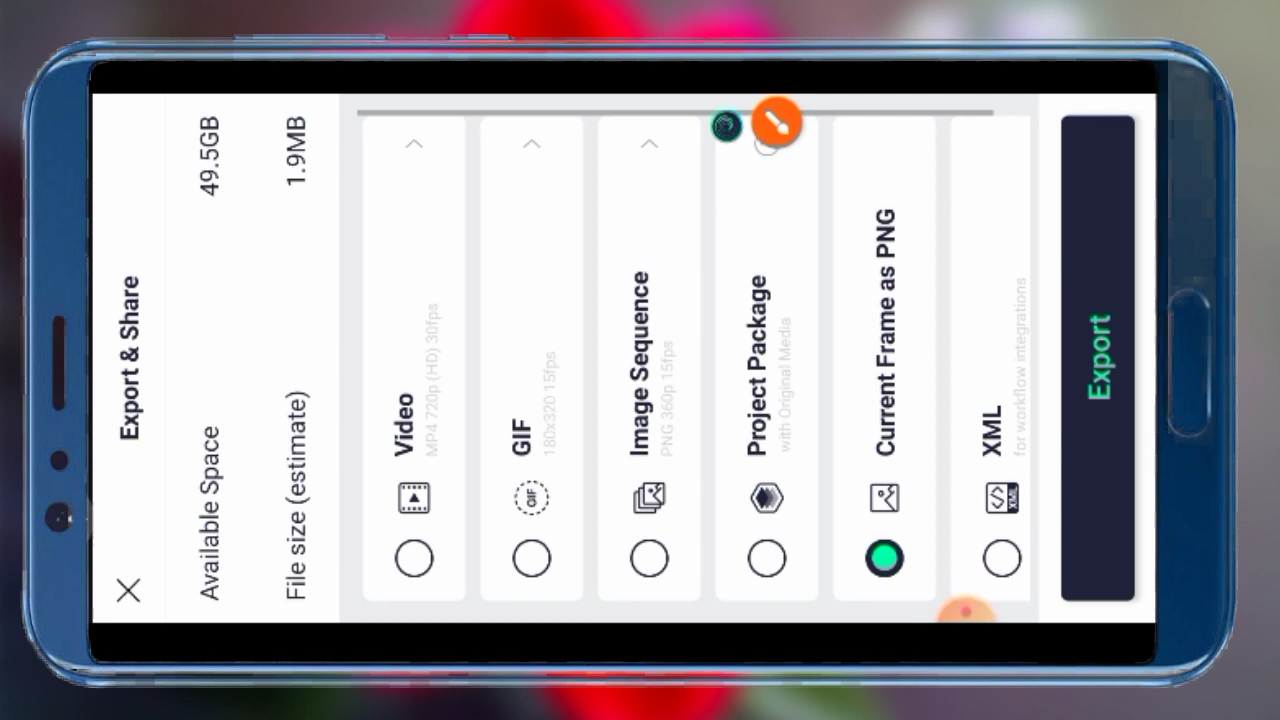 Export & Share
Available Space 49.5GB
File size (estimate) 1.9MB
Video
MP4 720p (HD) 30fps
GIF
GIF
180x320 15fps
Image Sequence
PNG 360p 15fps
Project Package
with Original Media
Current Frame as PNG
XML
XML
for workflow integrations
Export